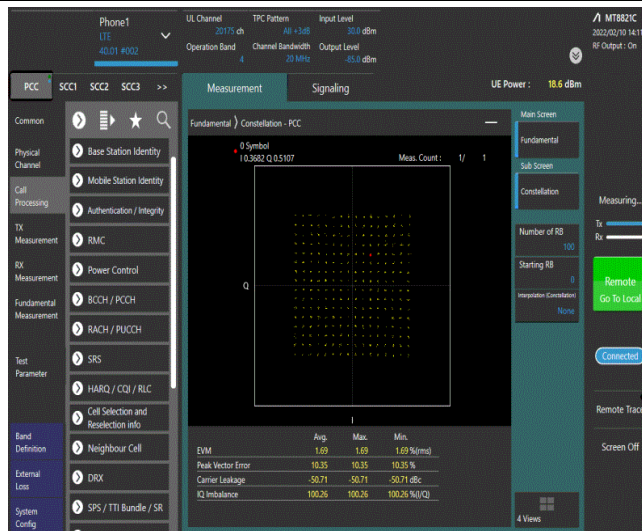 Phone1
LTE
40.01 #002
UL Channel
20175 ch
TPC Pattern
All +3dB
Input Level
30.0 dBm
Operation Band
4
Channel Bandwidth
20 MHz
Output Level
-85.0 dBm
MT8821C
2022/02/10 14:11
RF Output : On
PCC
SCC1
SCC2
SCC3
>>
Measurement
Signaling
UE Power : 18.6 dBm
Common
Physical
Channel
Call
Processing
TX
Measurement
RX
Measurement
Fundamental
Measurement
Test
Parameter
Band
Definition
External
Loss
System
Config
Base Station Identity
Mobile Station Identity
Authentication / Integrity
RMC
Power Control
BCCH / PCCH
RACH / PUCCH
SRS
HARQ / CQI / RLC
Cell Selection and
Reselection info
Neighbour Cell
DRX
SPS / TTI Bundle / SR
Fundamental ⟩ Constellation - PCC
0 Symbol
I 0.3682 Q 0.5107
Meas. Count : 1/ 1
Q
I
Avg. Max. Min.
EVM 1.69 1.69 1.69 %(rms)
Peak Vector Error 10.35 10.35 10.35 %
Carrier Leakage -50.71 -50.71 -50.71 dBc
IQ Imbalance 100.26 100.26 100.26 %(I/Q)
Main Screen
Fundamental
Sub Screen
Constellation
Number of RB
100
Starting RB
0
Interpolation (Constellation)
None
4 Views
Measuring...
Tx
Rx
Remote
Go To Local
Connected
Remote Trace
Screen Off